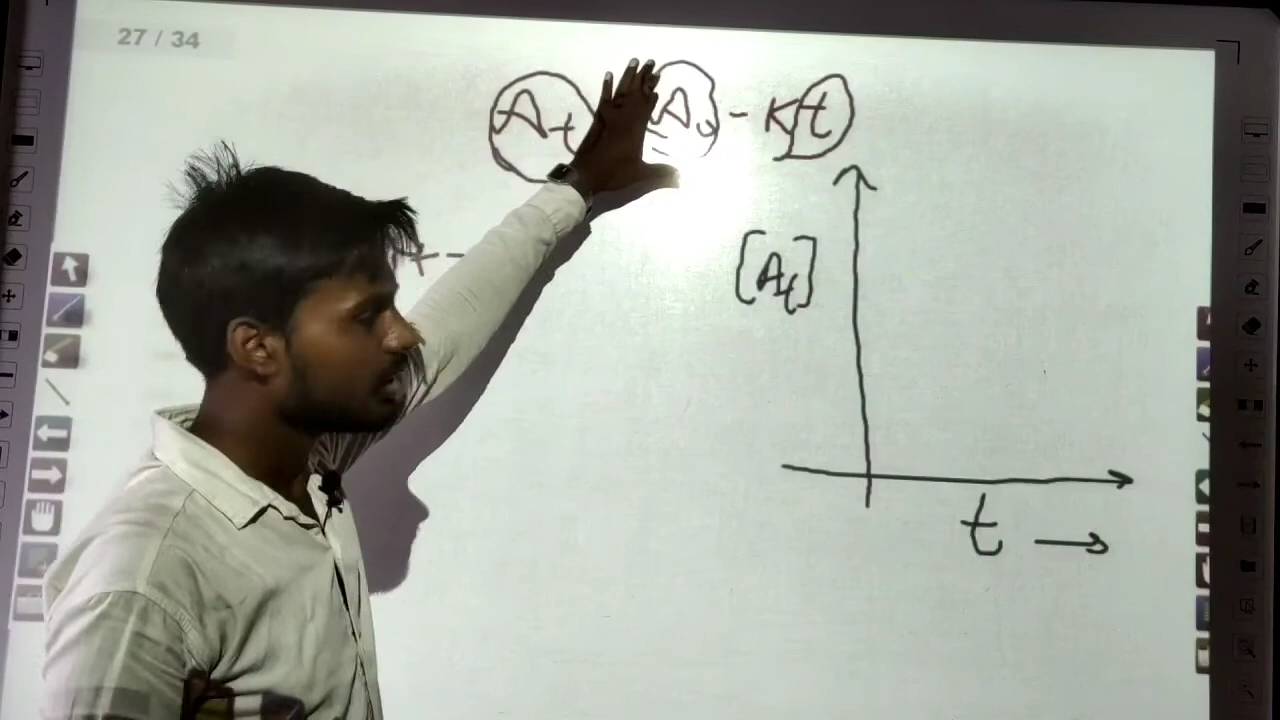 27 / 34
At A₀ - Kt
+ -
[At]
t →